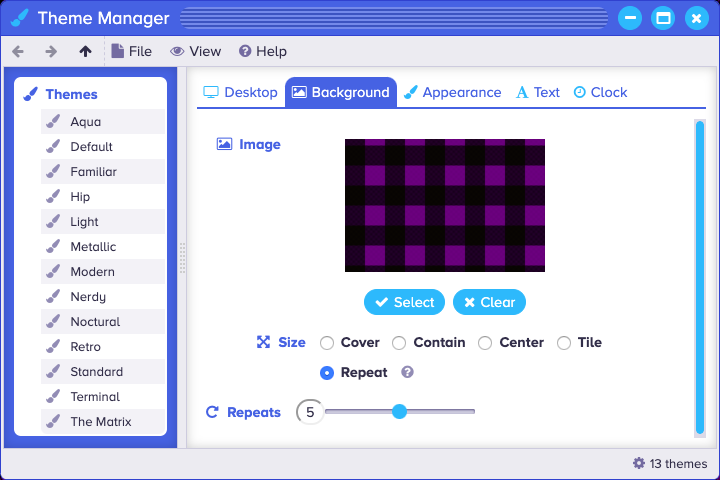 Theme Manager
File View Help
Themes
Aqua
Default
Familiar
Hip
Light
Metallic
Modern
Nerdy
Noctural
Retro
Standard
Terminal
The Matrix
Desktop Background Appearance Text Clock
Image
Select Clear
Size Cover Contain Center Tile
Repeat
Repeats 5
13 themes